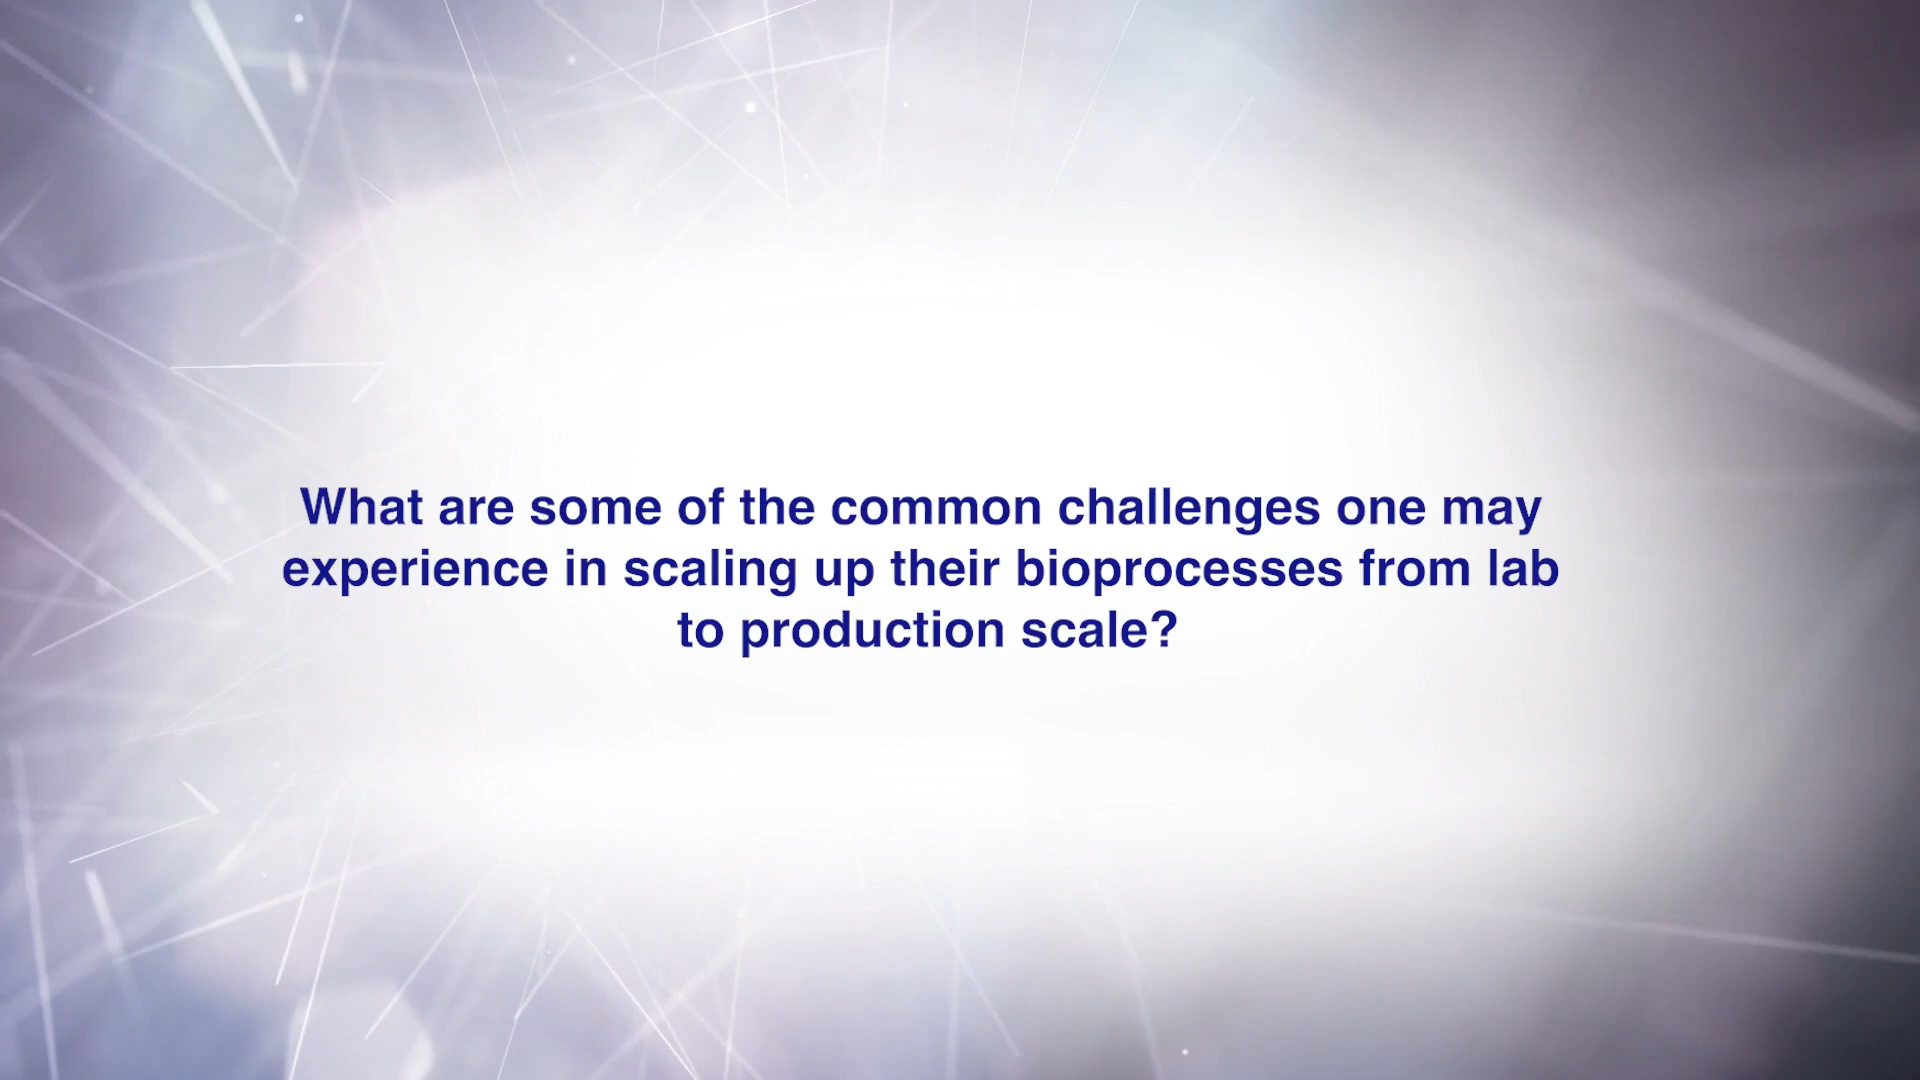 What are some of the common challenges one may
experience in scaling up their bioprocesses from lab
to production scale?